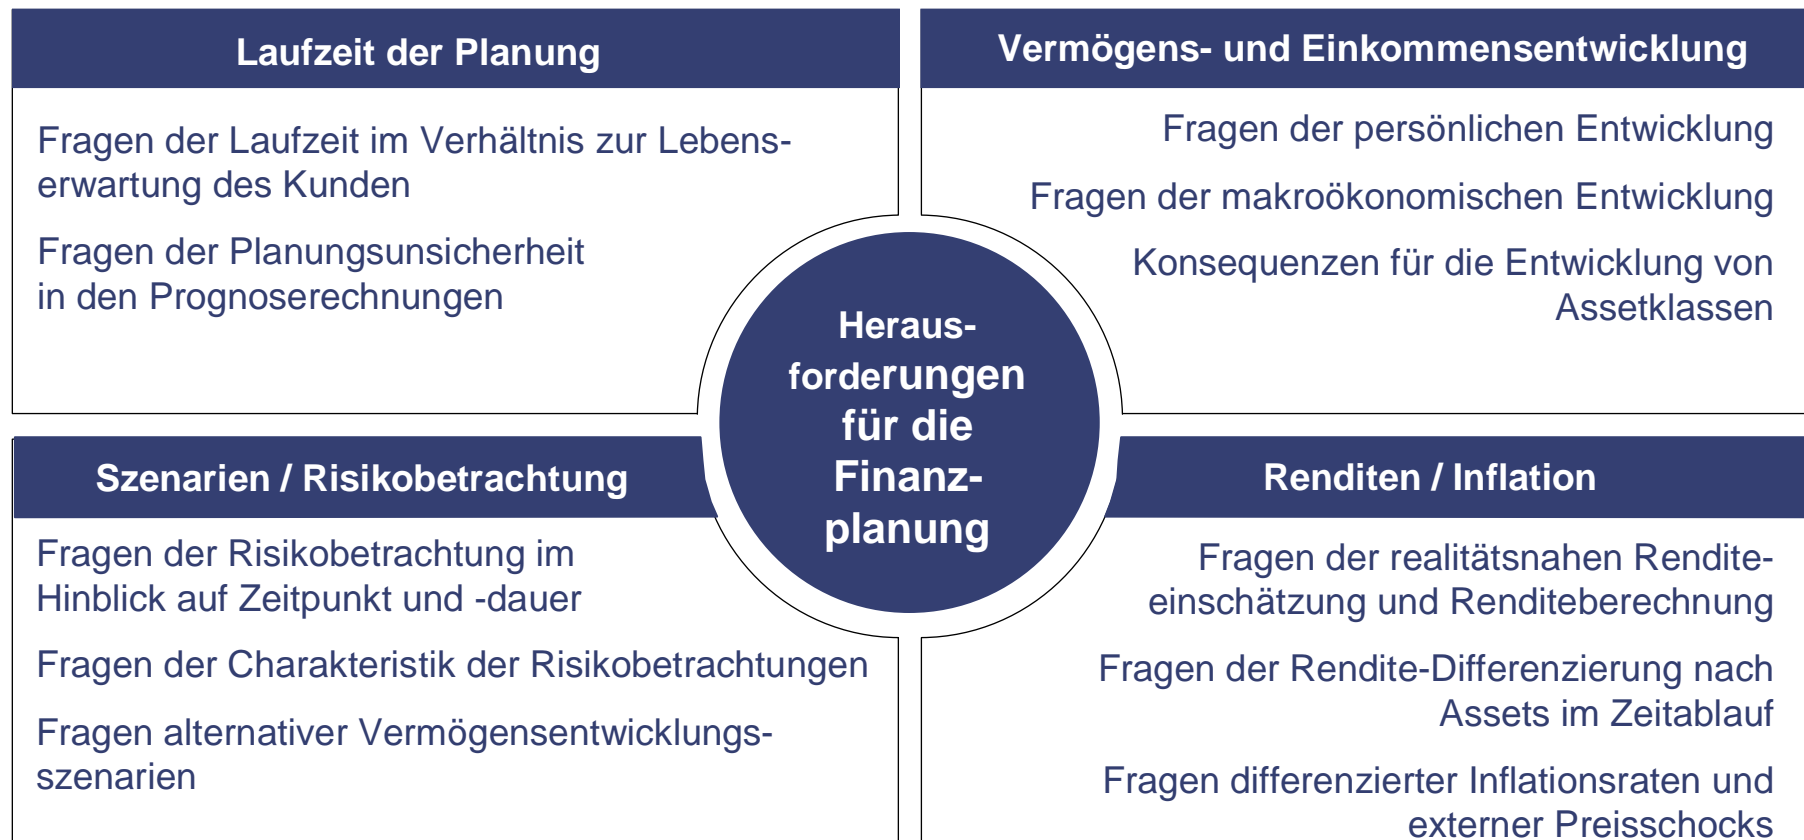 Laufzeit der Planung
Fragen der Laufzeit im Verhältnis zur Lebens-
erwartung des Kunden
Fragen der Planungsunsicherheit
in den Prognoserechnungen
Vermögens- und Einkommensentwicklung
Fragen der persönlichen Entwicklung
Fragen der makroökonomischen Entwicklung
Konsequenzen für die Entwicklung von
Assetklassen
Heraus-
forderungen
für die
Finanz-
planung
Szenarien / Risikobetrachtung
Fragen der Risikobetrachtung im
Hinblick auf Zeitpunkt und -dauer
Fragen der Charakteristik der Risikobetrachtungen
Fragen alternativer Vermögensentwicklungs-
szenarien
Renditen / Inflation
Fragen der realitätsnahen Rendite-
einschätzung und Renditeberechnung
Fragen der Rendite-Differenzierung nach
Assets im Zeitablauf
Fragen differenzierter Inflationsraten und
externer Preisschocks